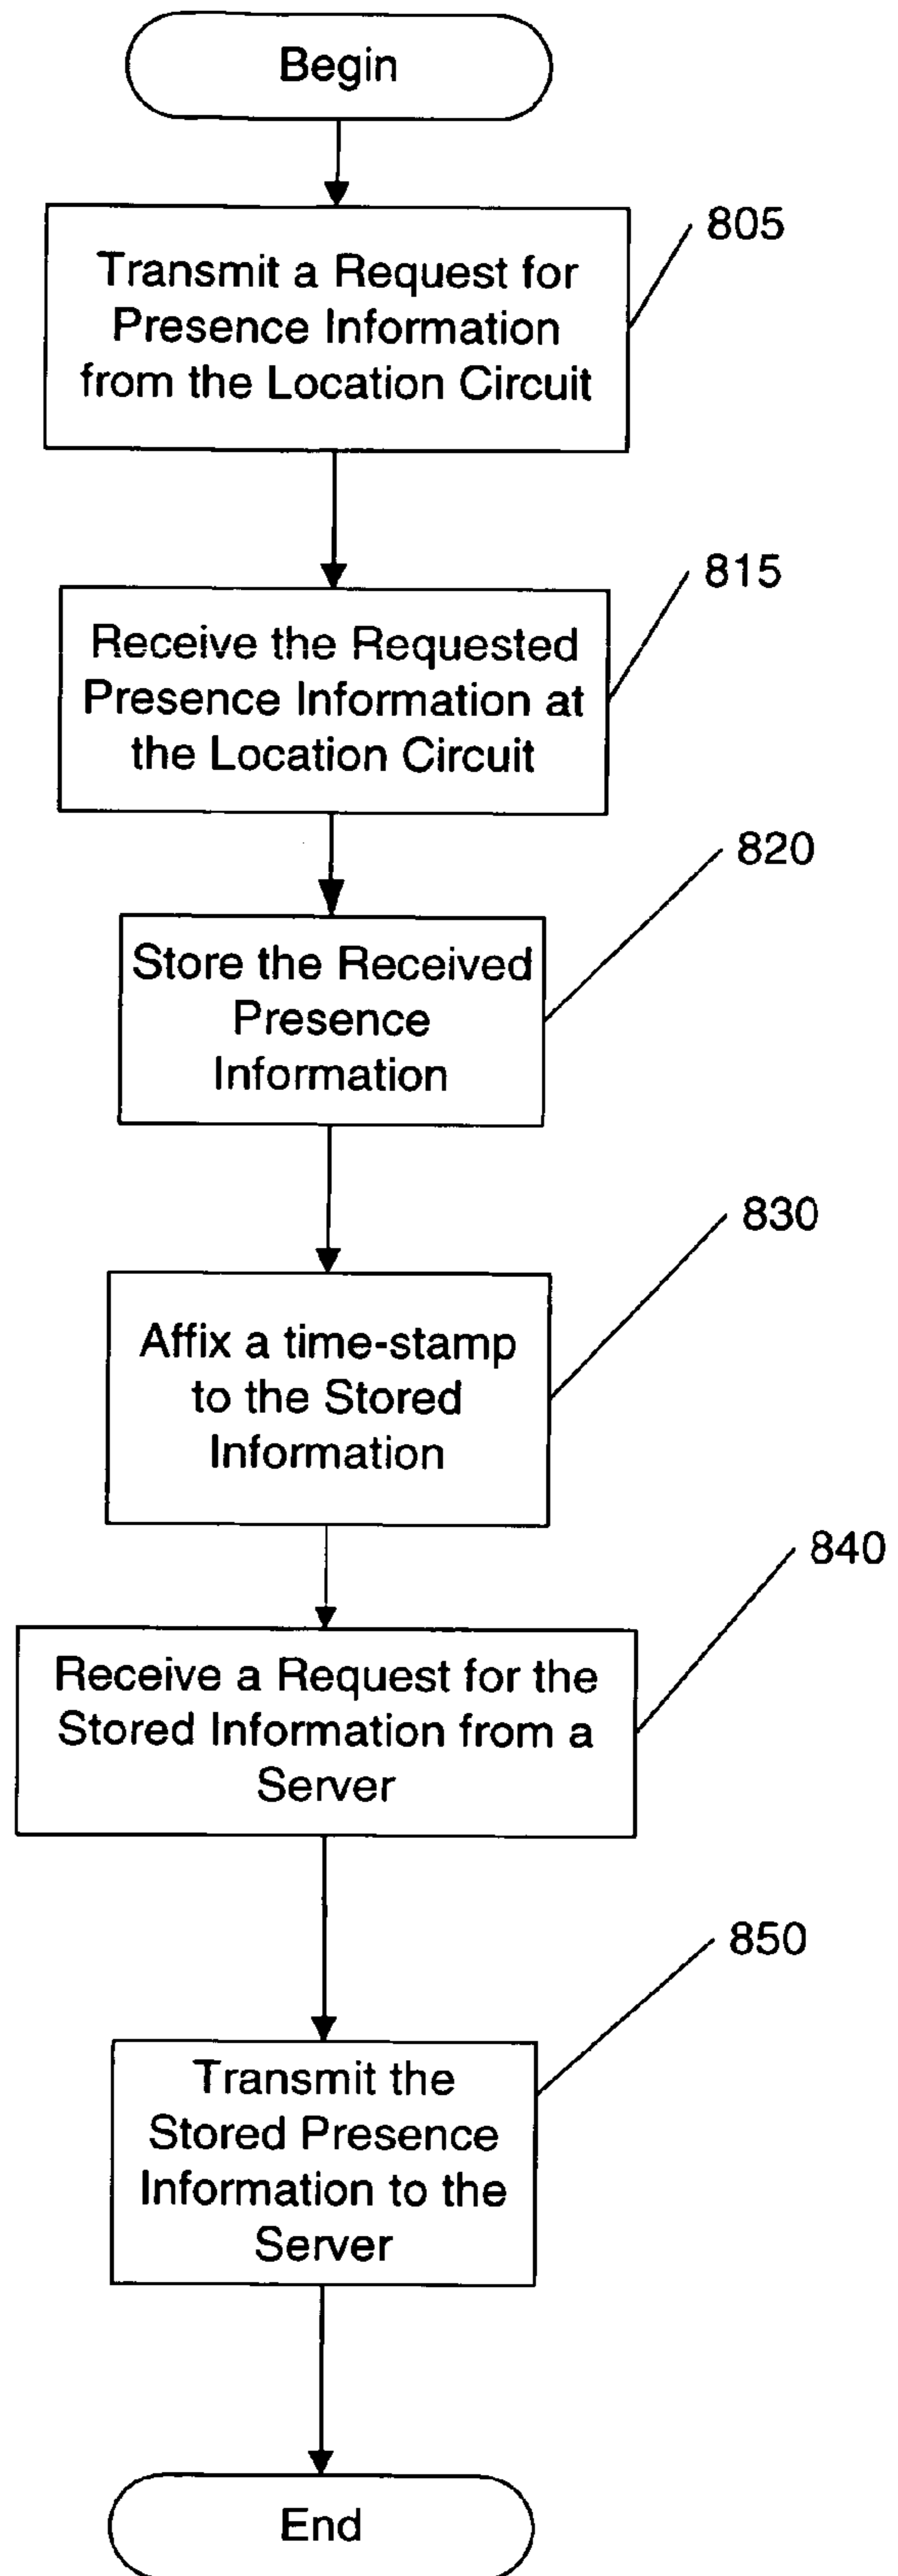 Begin
805
Transmit a Request for
Presence Information
from the Location Circuit
815
Receive the Requested
Presence Information at
the Location Circuit
820
Store the Received
Presence
Information
830
Affix a time-stamp
to the Stored
Information
840
Receive a Request for the
Stored Information from a
Server
850
Transmit the
Stored Presence
Information to the
Server
End